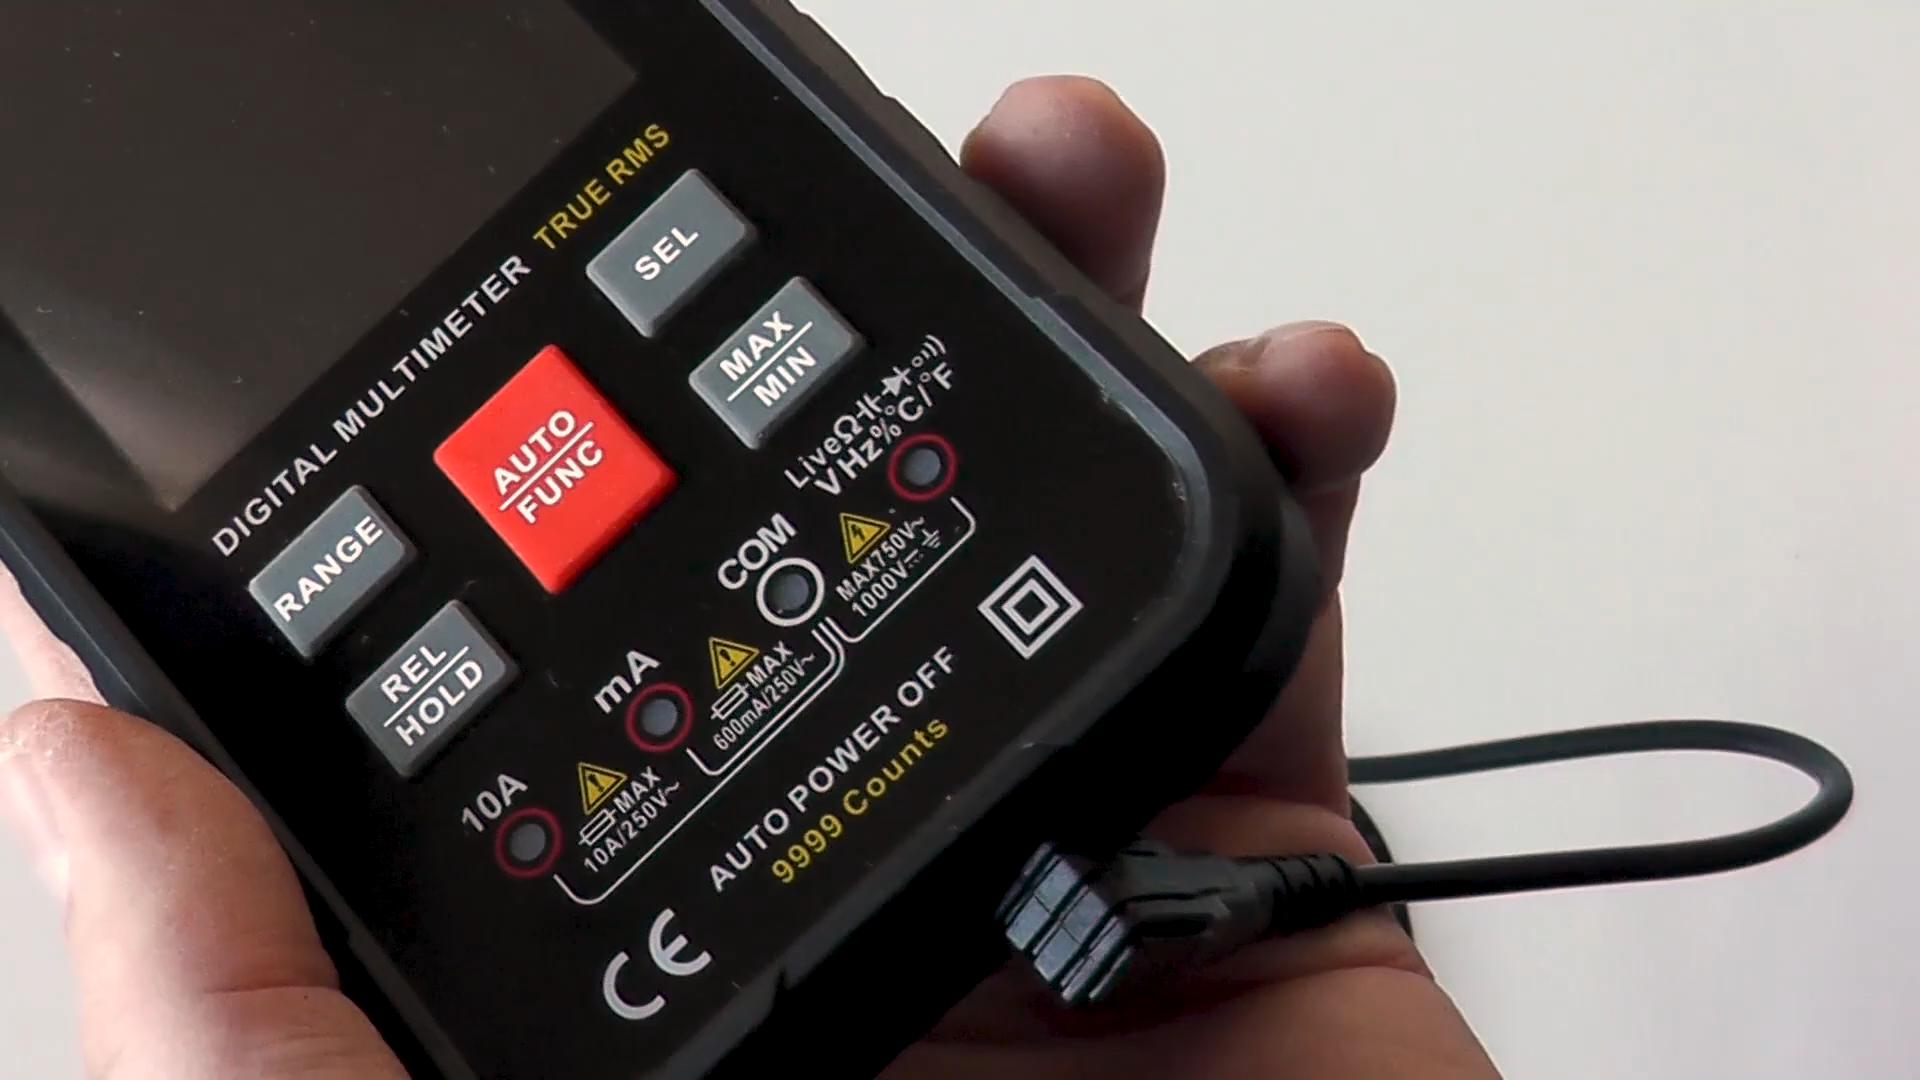 DIGITAL MULTIMETER TRUE RMS
SEL
MAX
MIN
AUTO
FUNC
RANGE
REL
HOLD
LiveΩ
VHz%°C/°F
COM
mA
10A
MAX750V~
1000V⎓
MAX
600mA/250V~
MAX
10A/250V~
AUTO POWER OFF
9999 Counts
CE